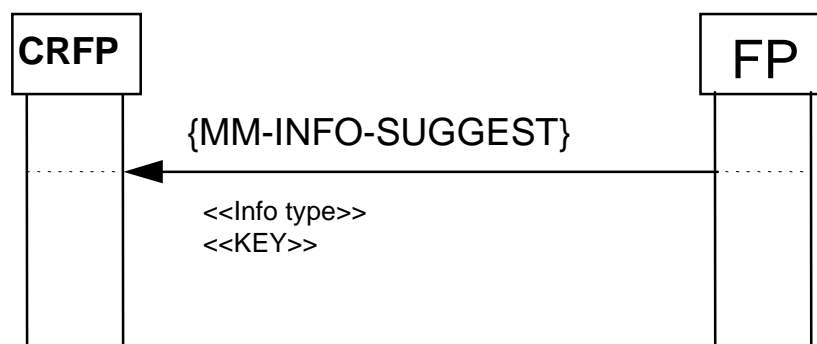 CRFP
FP
{MM-INFO-SUGGEST}
<<Info type>>
<<KEY>>